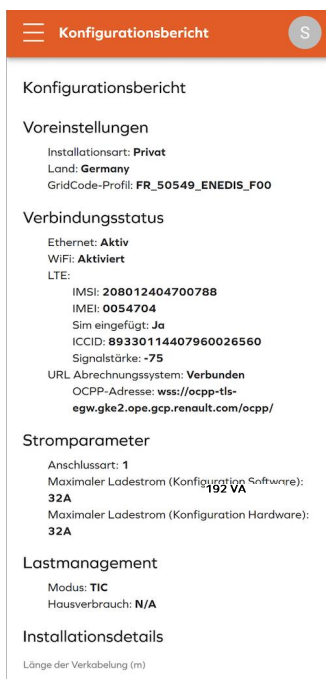 Konfigurationsbericht
S
Konfigurationsbericht
Voreinstellungen
Installationsart: Privat
Land: Germany
GridCode-Profil: FR_50549_ENEDIS_F00
Verbindungsstatus
Ethernet: Aktiv
WiFi: Aktiviert
LTE:
IMSI: 208012404700788
IMEI: 0054704
Sim eingefügt: Ja
ICCID: 89330114407960026560
Signalstärke: -75
URL Abrechnungssystem: Verbunden
OCPP-Adresse: wss://ocpp-tls-
egw.gke2.ope.gcp.renault.com/ocpp/
Stromparameter
Anschlussart: 1
Maximaler Ladestrom (Konfiguration Software):
192 VA
32A
Maximaler Ladestrom (Konfiguration Hardware):
32A
Lastmanagement
Modus: TIC
Hausverbrauch: N/A
Installationsdetails
Länge der Verkabelung (m)